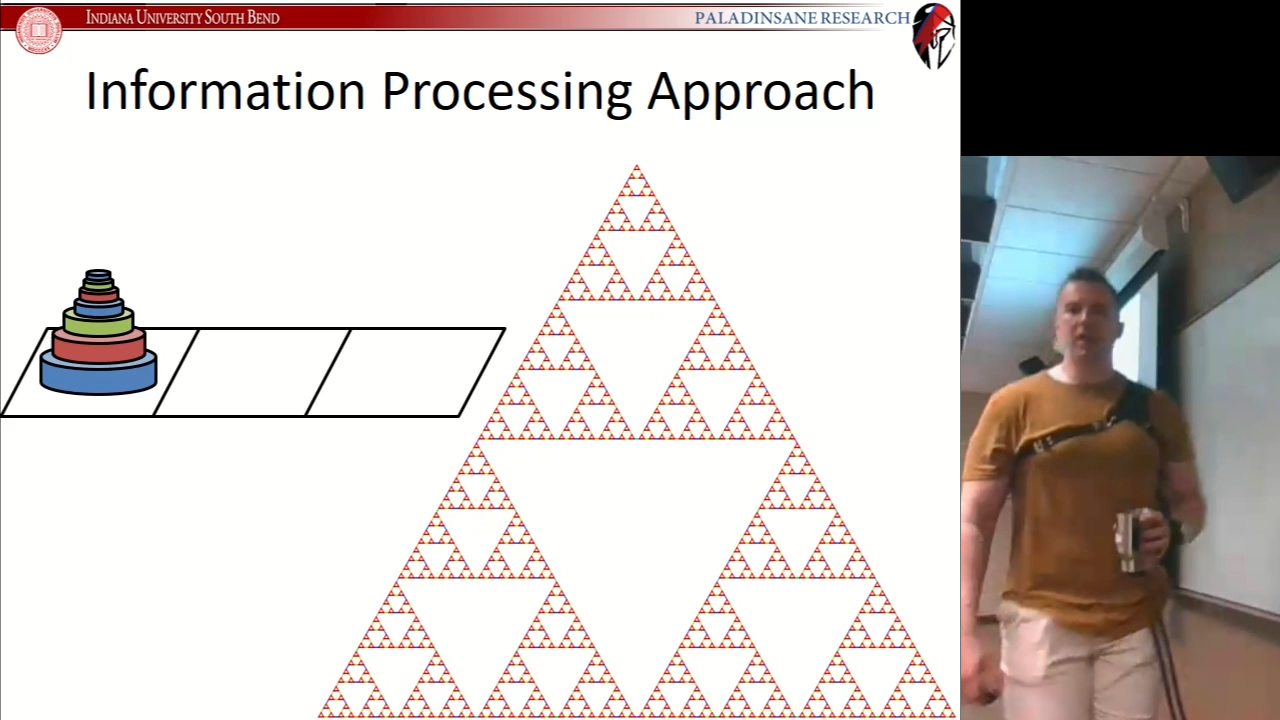 INDIANA UNIVERSITY SOUTH BEND
PALADINSANE RESEARCH
Information Processing Approach